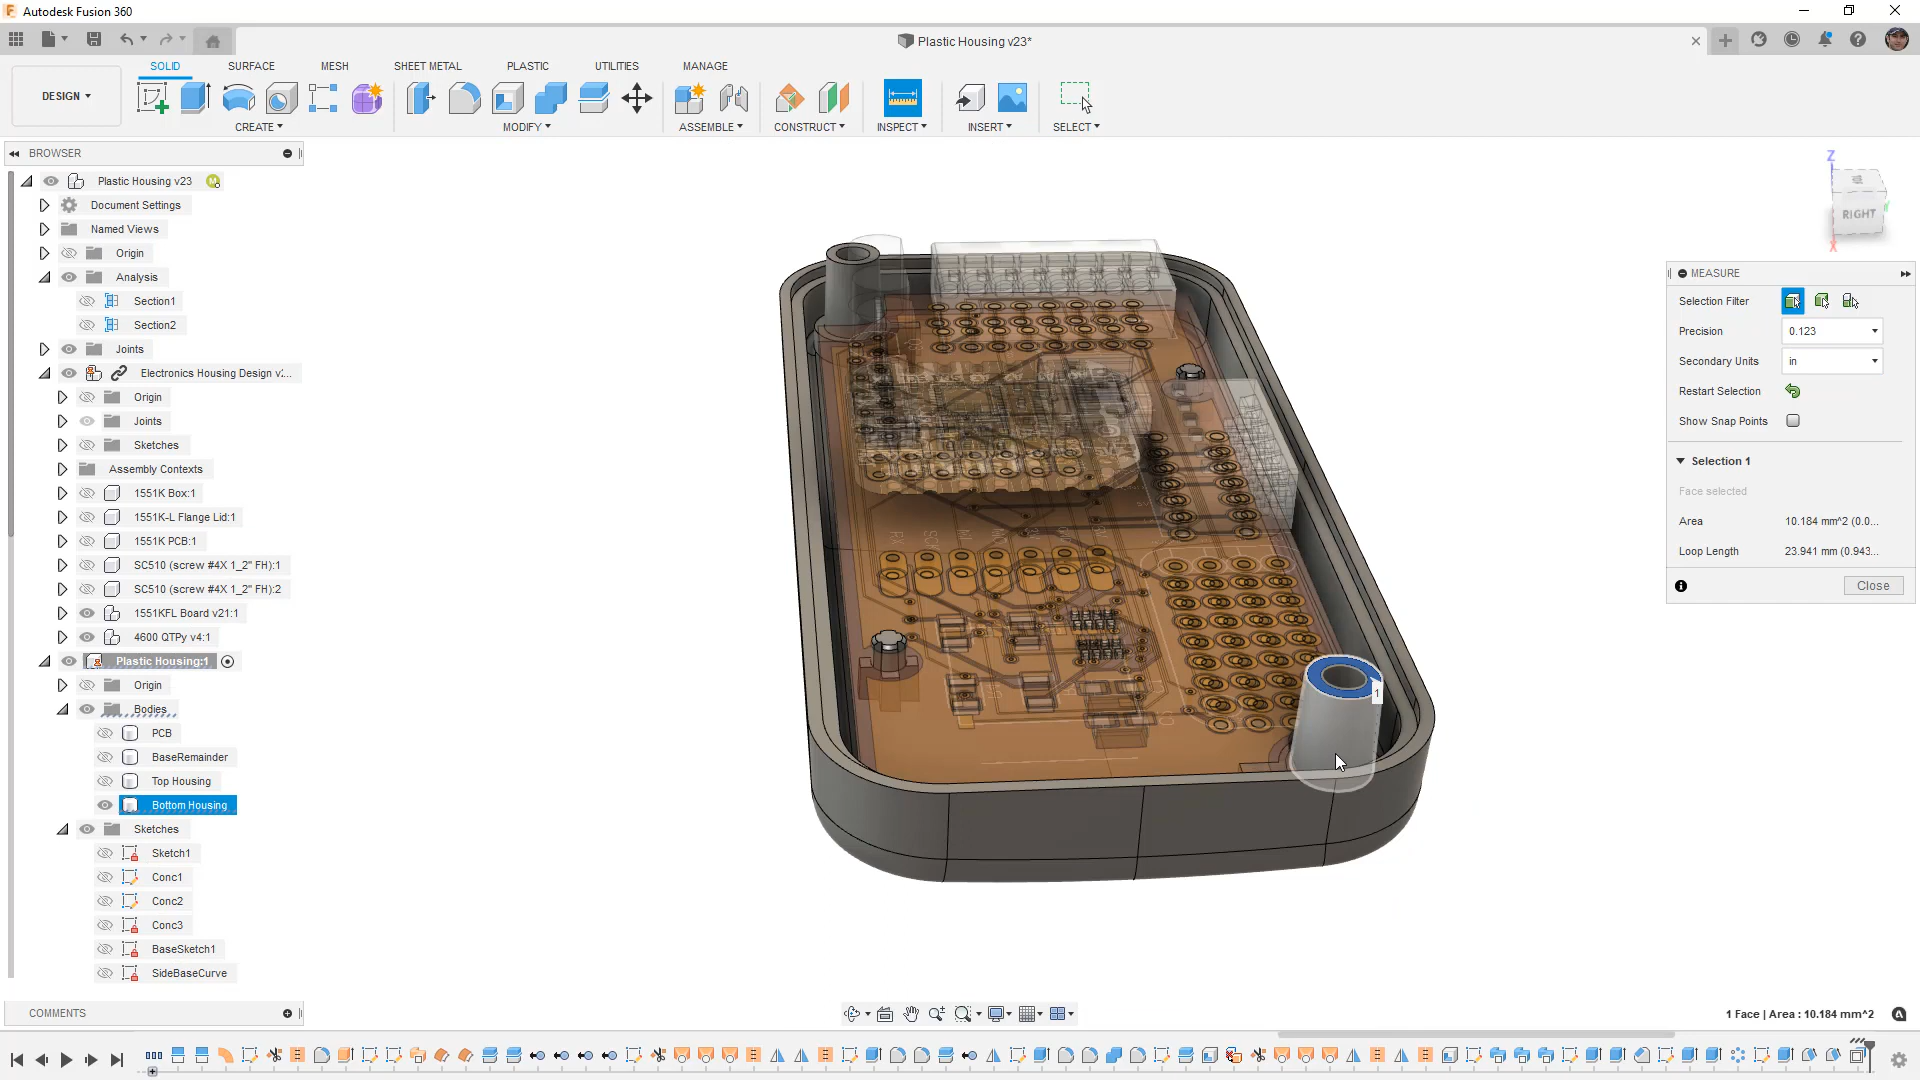 Autodesk Fusion 360
Plastic Housing v23*
DESIGN
SOLID
SURFACE
MESH
SHEET METAL
PLASTIC
UTILITIES
MANAGE
CREATE
MODIFY
ASSEMBLE
CONSTRUCT
INSPECT
INSERT
SELECT
BROWSER
Plastic Housing v23
Document Settings
Named Views
Origin
Analysis
Section1
Section2
Joints
Electronics Housing Design v2...
Origin
Joints
Sketches
Assembly Contexts
1551K Box:1
1551K-L Flange Lid:1
1551K PCB:1
SC510 (screw #4X 1_2" FH):1
SC510 (screw #4X 1_2" FH):2
1551KFL Board v21:1
4600 QTPy v4:1
Plastic Housing:1
Origin
Bodies
PCB
BaseRemainder
Top Housing
Bottom Housing
Sketches
Sketch1
Conc1
Conc2
Conc3
BaseSketch1
SideBaseCurve
COMMENTS
Z
RIGHT
X
1
MEASURE
Selection Filter
Precision
0.123
Secondary Units
in
Restart Selection
Show Snap Points
Selection 1
Face selected
Area
10.184 mm^2 (0.0...
Loop Length
23.941 mm (0.943...
Close
1 Face | Area : 10.184 mm^2